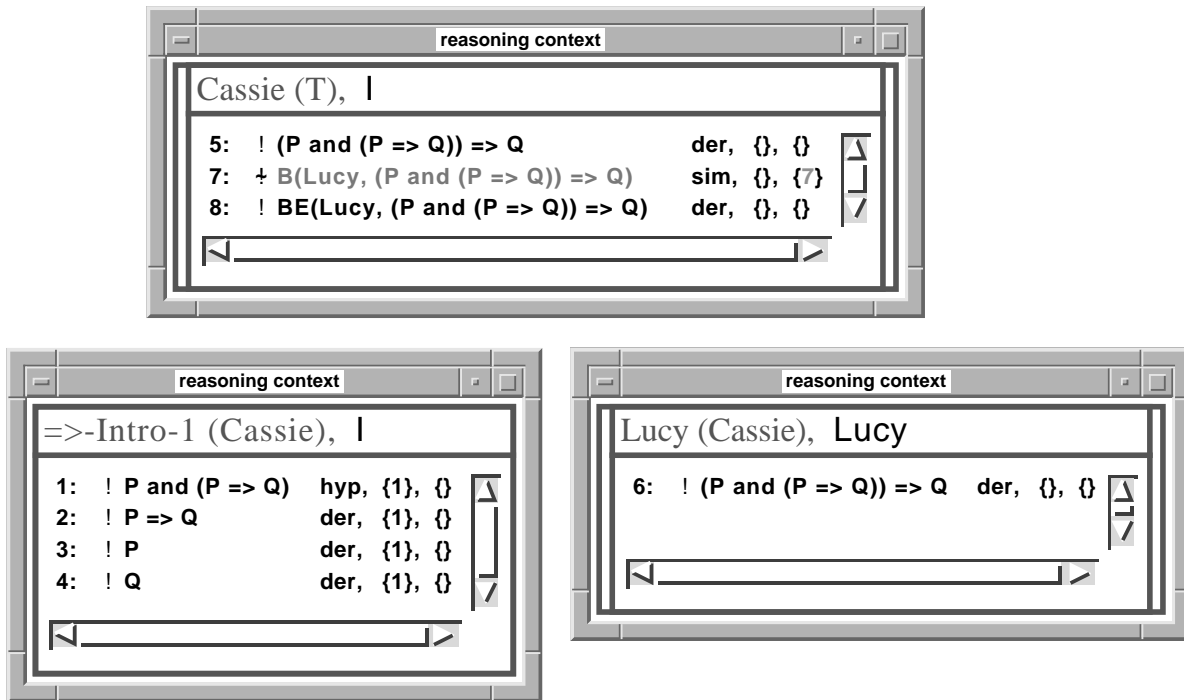 reasoning context
Cassie (T), I
5: ! (P and (P => Q)) => Q der, {}, {}
7: ∔ B(Lucy, (P and (P => Q)) => Q) sim, {}, {7}
8: ! BE(Lucy, (P and (P => Q)) => Q) der, {}, {}
reasoning context
=>-Intro-1 (Cassie), I
1: ! P and (P => Q) hyp, {1}, {}
2: ! P => Q der, {1}, {}
3: ! P der, {1}, {}
4: ! Q der, {1}, {}
reasoning context
Lucy (Cassie), Lucy
6: ! (P and (P => Q)) => Q der, {}, {}